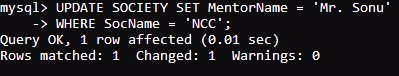 mysql> UPDATE SOCIETY SET MentorName = 'Mr. Sonu'
    -> WHERE SocName = 'NCC';
Query OK, 1 row affected (0.01 sec)
Rows matched: 1  Changed: 1  Warnings: 0